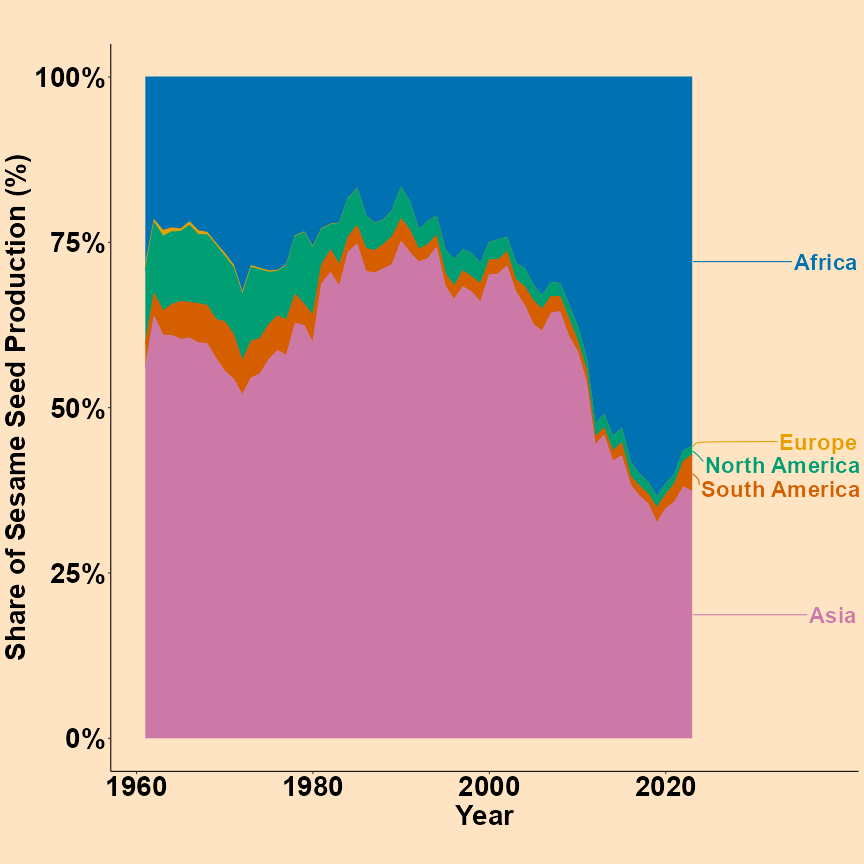 Share of Sesame Seed Production (%)
100%
75%
50%
25%
0%
1960
1980
2000
2020
Year
Africa
Europe
North America
South America
Asia